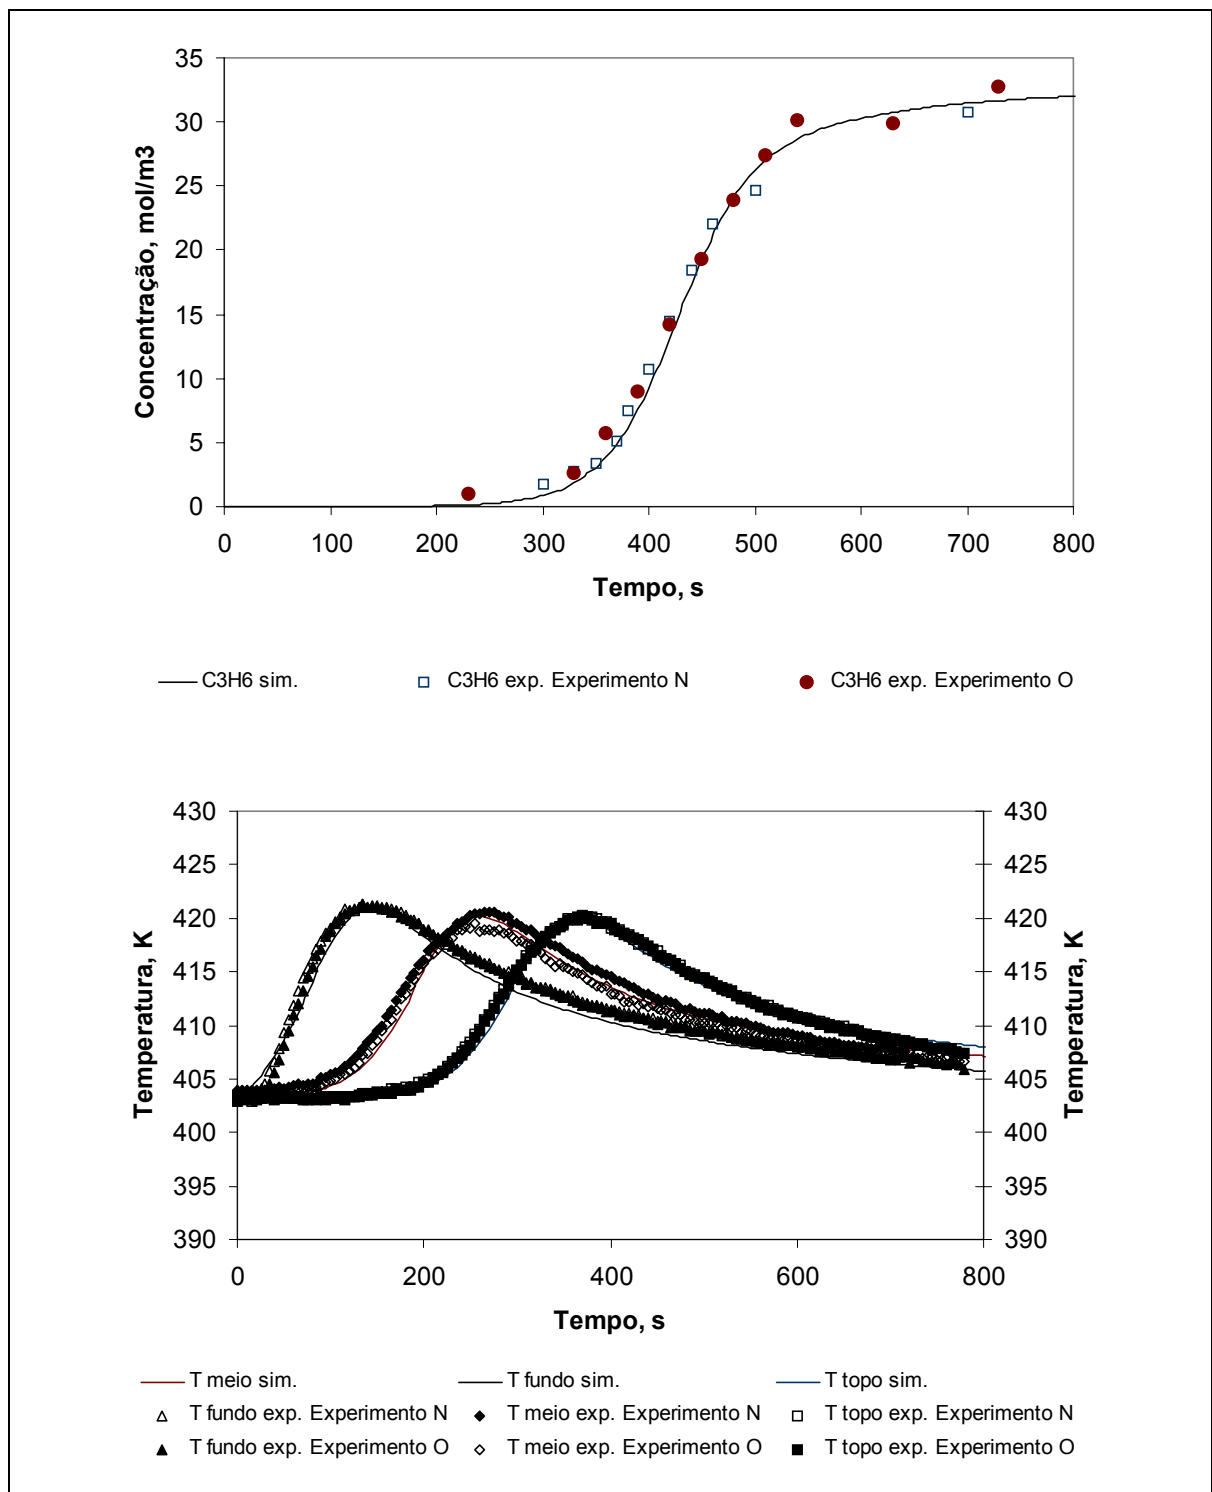 35
30
25
20
15
10
5
0
Concentração, mol/m3
0 100 200 300 400 500 600 700 800
Tempo, s
C3H6 sim. C3H6 exp. Experimento N C3H6 exp. Experimento O
430 430
425 425
420 420
415 415
410 410
405 405
400 400
395 395
390 390
Temperatura, K
Temperatura, K
0 200 400 600 800
Tempo, s
T meio sim. T fundo sim. T topo sim.
T fundo exp. Experimento N T meio exp. Experimento N T topo exp. Experimento N
T fundo exp. Experimento O T meio exp. Experimento O T topo exp. Experimento O